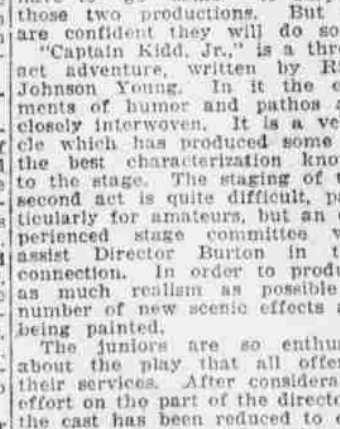 those two productions. But
are confident they will do so
"Captain Kidd, Jr.," is a thr
act adventure, written by R
Johnson Young. In it the e
ments of humor and pathos a
closely interwoven. It is a ve
cle which has produced some
the best characterization know
to the stage. The staging of t
second act is quite difficult, pa
ticularly for amateurs, but an e
perienced stage committee w
assist Director Burton in t
connection. In order to produ
as much realism as possible
number of new scenic effects a
being painted.
The juniors are so enthu
about the play that all offe
their services. After considera
effort on the part of the directo
the cast has been reduced to e